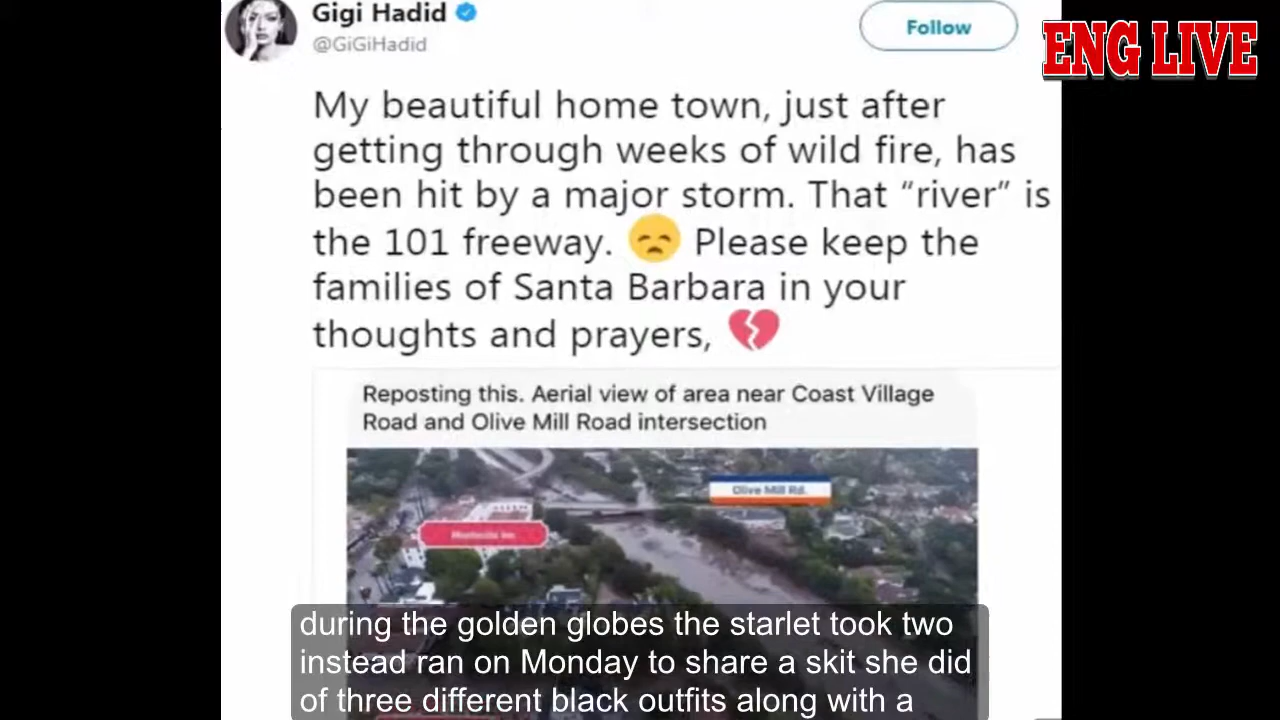 Gigi Hadid
@GiGiHadid
Follow
ENG LIVE
My beautiful home town, just after
getting through weeks of wild fire, has
been hit by a major storm. That “river” is
the 101 freeway. 😞 Please keep the
families of Santa Barbara in your
thoughts and prayers, 💔
Reposting this. Aerial view of area near Coast Village
Road and Olive Mill Road intersection
Olive Mill Rd.
during the golden globes the starlet took two
instead ran on Monday to share a skit she did
of three different black outfits along with a